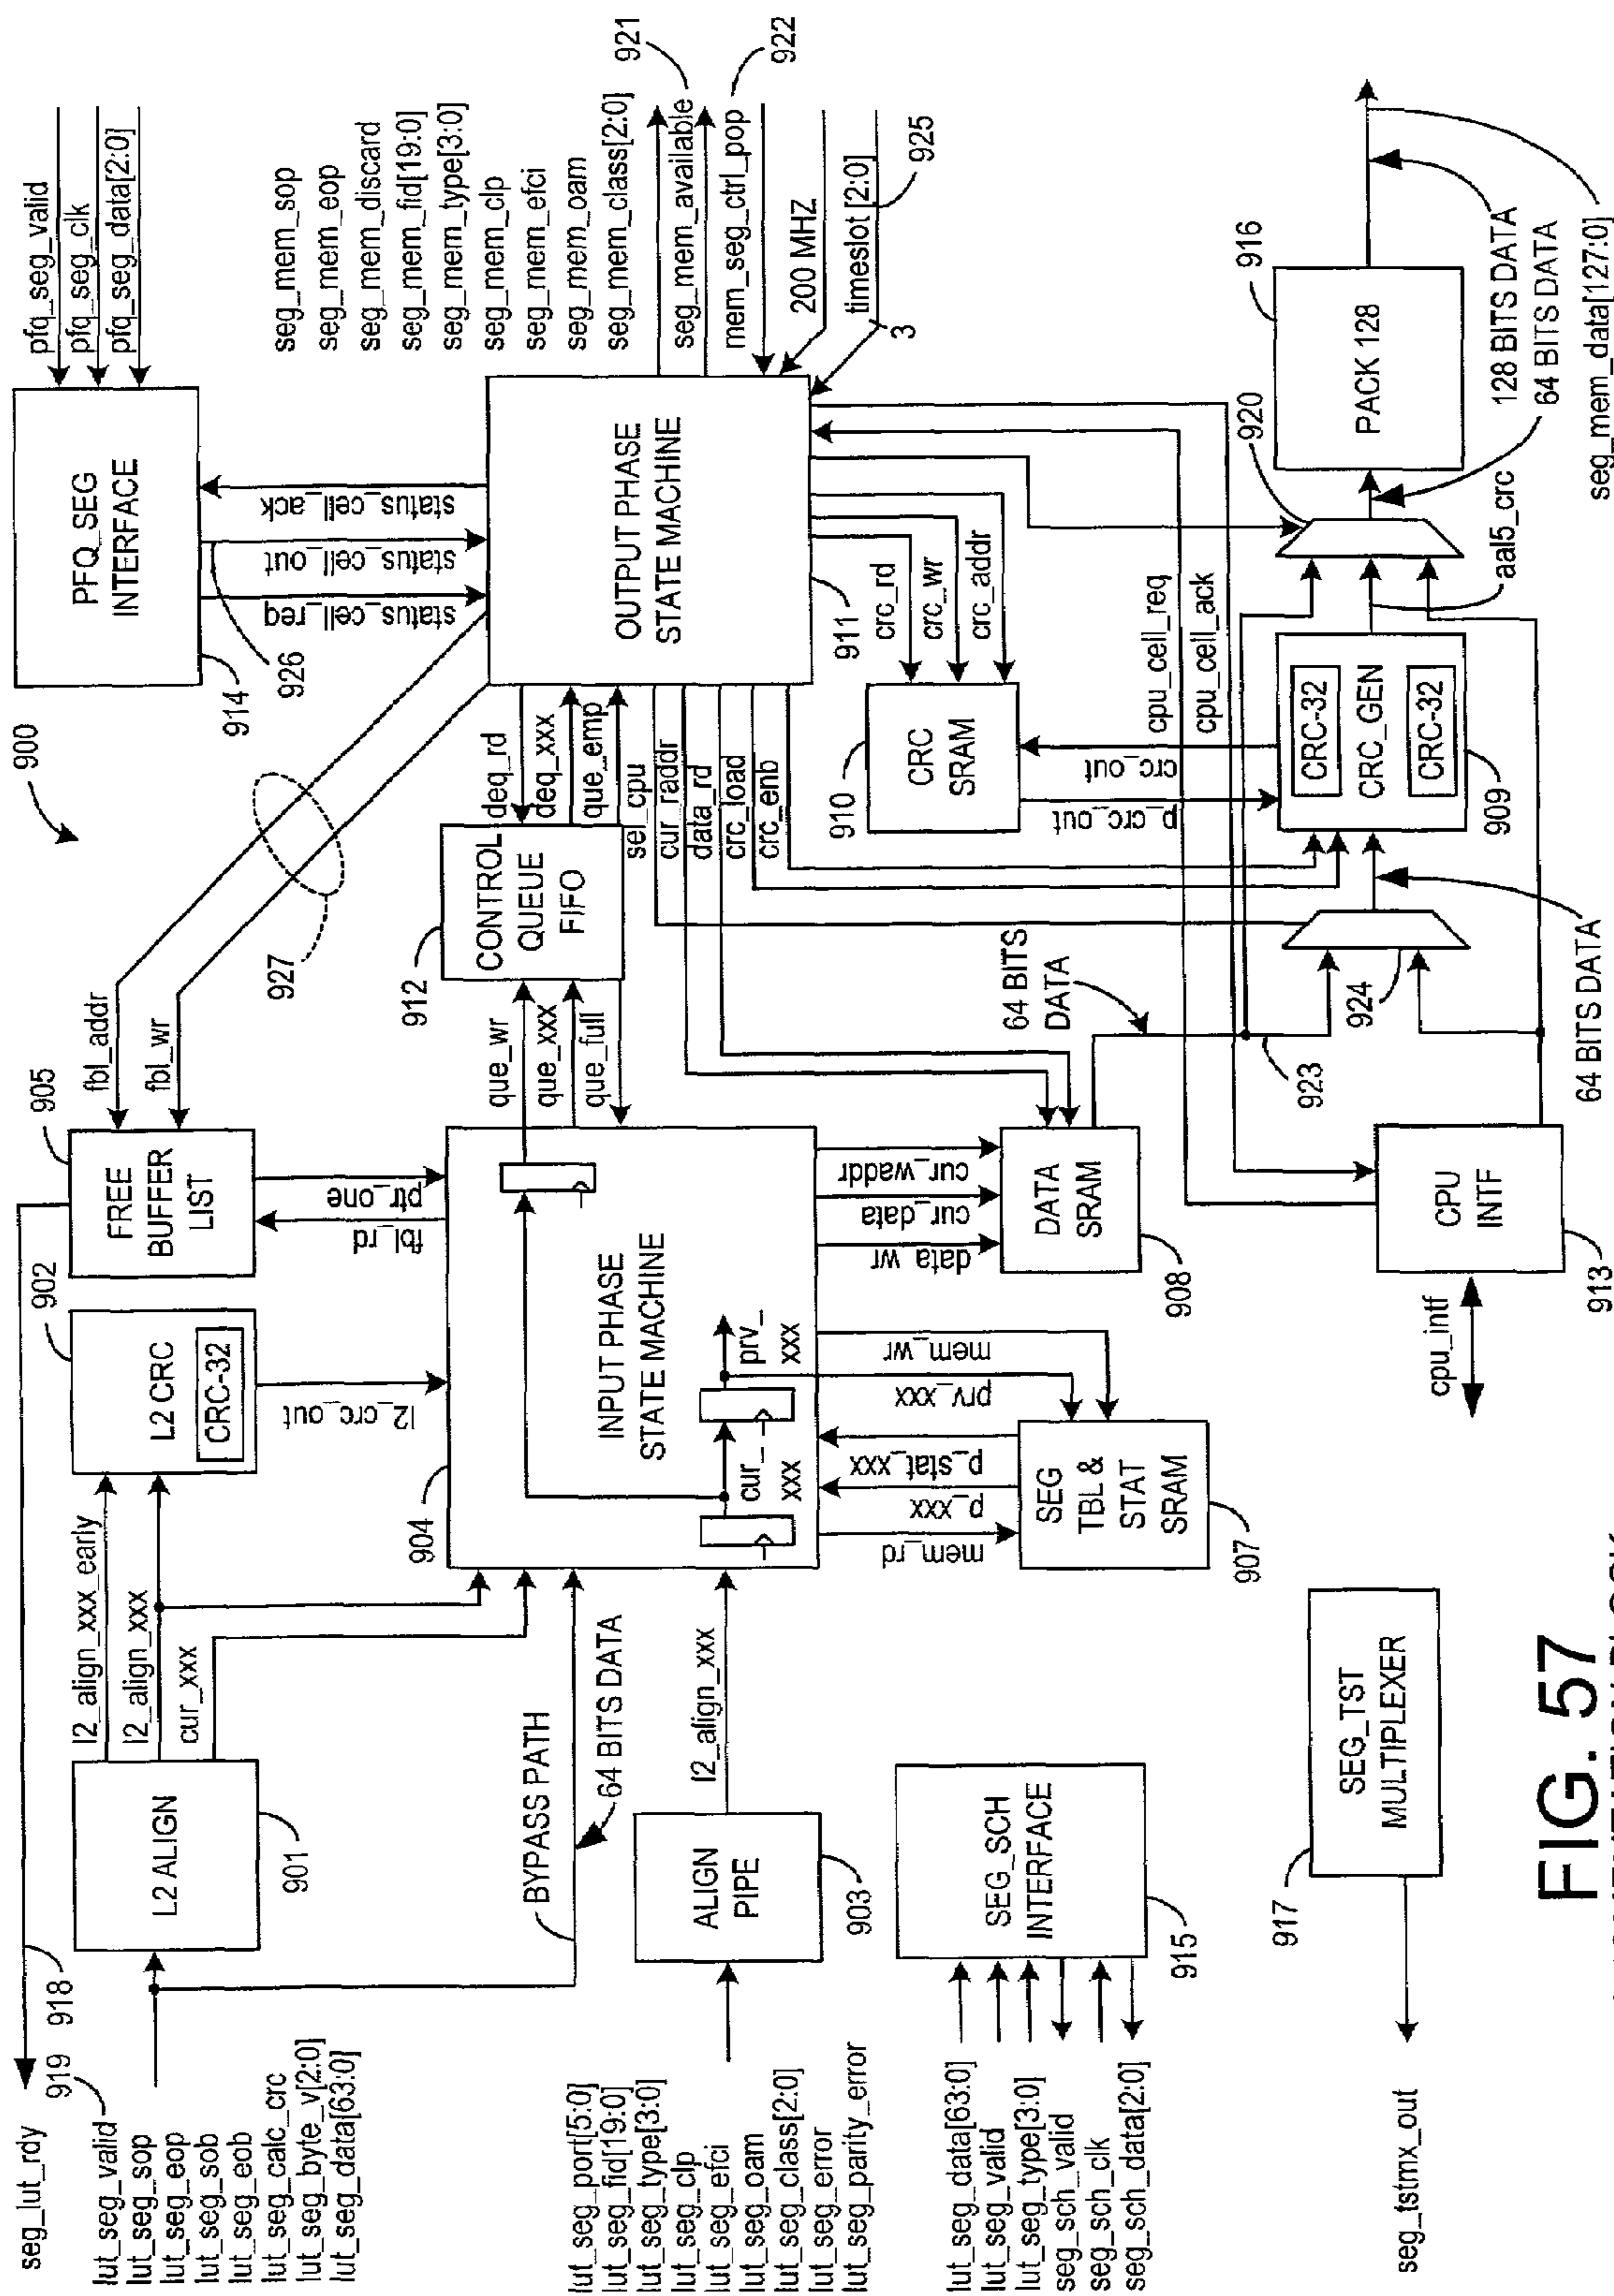 900
seg_lut_rdy
918
919
lut_seg_valid
lut_seg_sop
lut_seg_eop
lut_seg_sob
lut_seg_eob
lut_seg_calc_crc
lut_seg_byte_v[2:0]
lut_seg_data[63:0]
L2 ALIGN
901
l2_align_xxx_early
l2_align_xxx
cur_xxx
BYPASS PATH
64 BITS DATA
902
L2 CRC
CRC-32
l2_crc_out
905
FREE
BUFFER
LIST
fbl_addr
fbl_wr
fbl_rd
ptr_one
927
PFQ_SEG
INTERFACE
914
926
pfq_seg_valid
pfq_seg_clk
pfq_seg_data[2:0]
status_cell_req
status_cell_out
status_cell_ack
lut_seg_port[5:0]
lut_seg_fid[19:0]
lut_seg_type[3:0]
lut_seg_clp
lut_seg_efci
lut_seg_oam
lut_seg_class[2:0]
lut_seg_error
lut_seg_parity_error
ALIGN
PIPE
903
l2_align_xxx
904
INPUT PHASE
STATE MACHINE
cur_
xxx
prv_
xxx
que_wr
que_xxx
que_full
912
CONTROL
QUEUE
FIFO
deq_rd
deq_xxx
que_emp
sel_cpu
cur_raddr
data_rd
crc_load
crc_enb
OUTPUT PHASE
STATE MACHINE
911
seg_mem_sop
seg_mem_eop
seg_mem_discard
seg_mem_fid[19:0]
seg_mem_type[3:0]
seg_mem_clp
seg_mem_efci
seg_mem_oam
seg_mem_class[2:0]
921
seg_mem_available
mem_seg_ctrl_pop
922
200 MHZ
timeslot [2:0]
3
925
mem_rd
p_xxx
p_stat_xxx
prv_xxx
mem_wr
SEG
TBL &
STAT
SRAM
907
data_wr
cur_data
cur_waddr
DATA
SRAM
908
64 BITS
DATA
923
910
CRC
SRAM
crc_rd
crc_wr
crc_addr
p_crc_out
crc_out
cpu_cell_req
cpu_cell_ack
924
64 BITS DATA
CRC-32
CRC_GEN
CRC-32
909
aal5_crc
920
916
PACK 128
128 BITS DATA
64 BITS DATA
seg_mem_data[127:0]
lut_seg_data[63:0]
lut_seg_valid
lut_seg_type[3:0]
seg_sch_valid
seg_sch_clk
seg_sch_data[2:0]
SEG_SCH
INTERFACE
915
cpu_intf
CPU
INTF
913
917
SEG_TST
MULTIPLEXER
seg_tstmx_out
FIG. 57